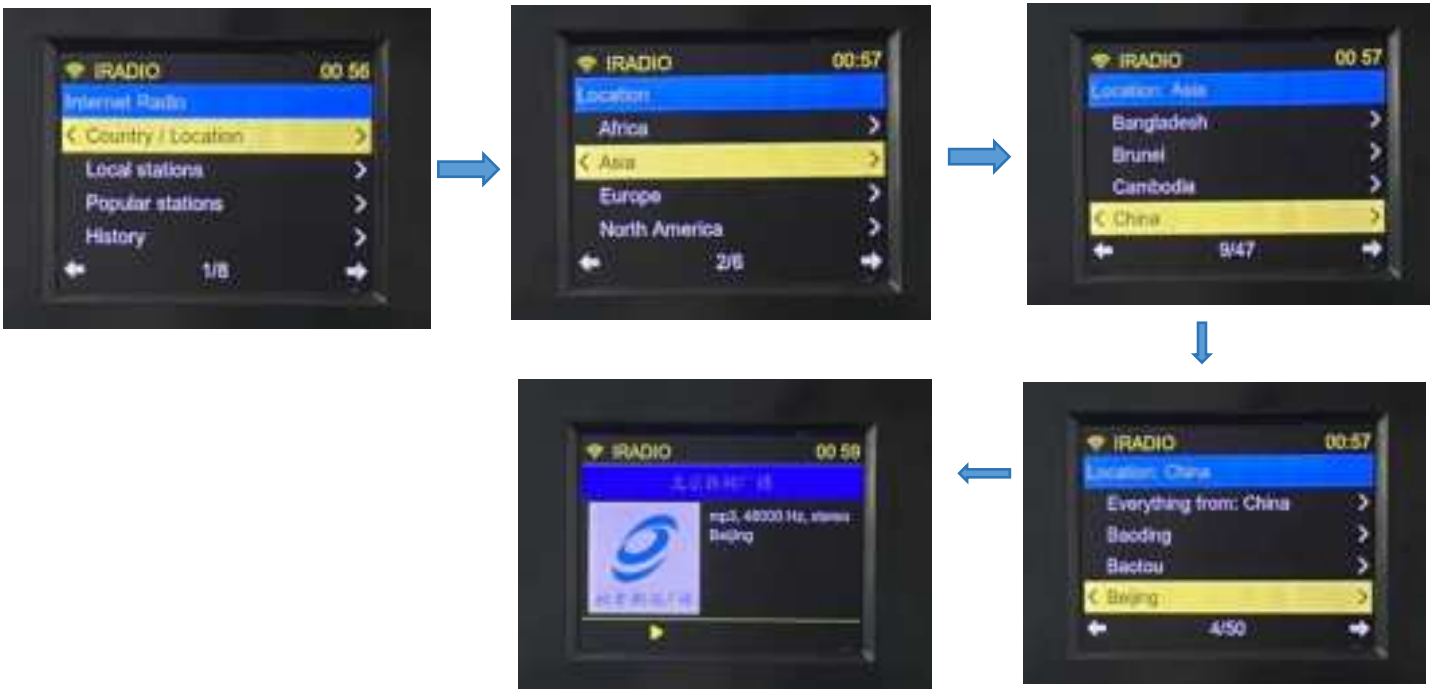 IRADIO 00 56
Internet Radio
< Country / Location >
Local stations >
Popular stations >
History >
1/8
IRADIO 00:57
Location
Africa >
< Asia >
Europe >
North America >
2/6
IRADIO 00 57
Location: Asia
Bangladesh >
Brunei >
Cambodia >
< China >
9/47
IRADIO 00:57
Location: China
Everything from: China >
Baoding >
Baotou >
< Beijing >
4/50
IRADIO 00 59
mp3, 48000 Hz, stereo
Beijing